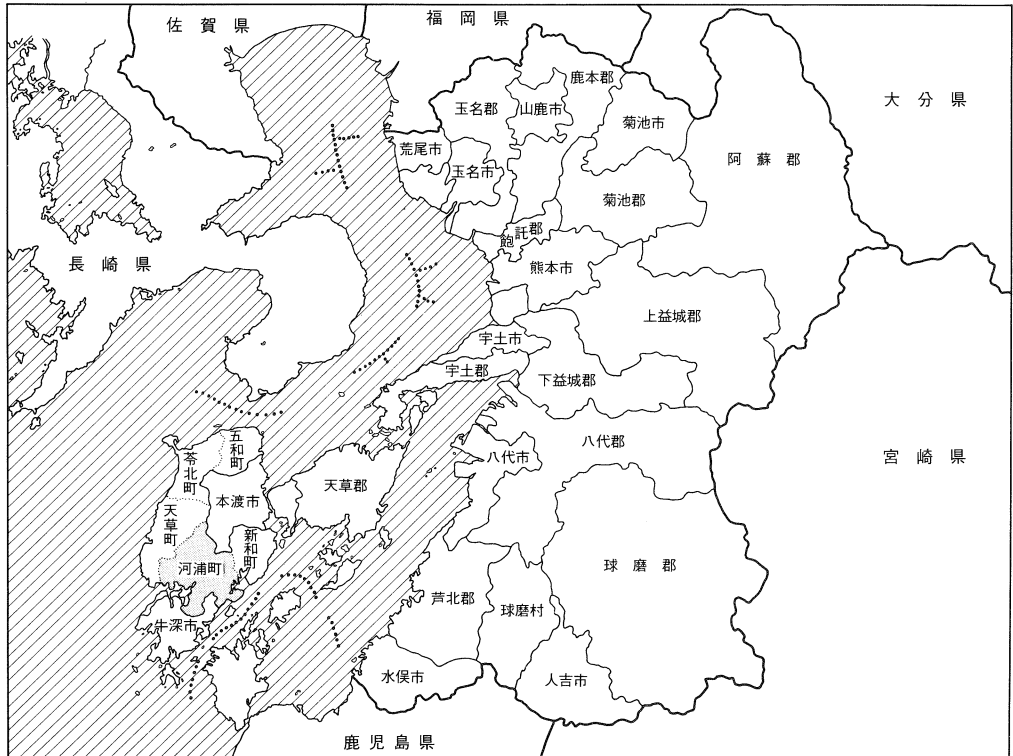 佐賀県
福岡県
大分県
長崎県
宮崎県
鹿児島県
鹿本郡
玉名郡
山鹿市
菊池市
阿蘇郡
荒尾市
玉名市
菊池郡
飽託郡
熊本市
上益城郡
宇土市
宇土郡
下益城郡
八代郡
八代市
五和町
苓北町
天草郡
本渡市
天草町
新和町
河浦町
牛深市
球磨郡
芦北郡
球磨村
水俣市
人吉市